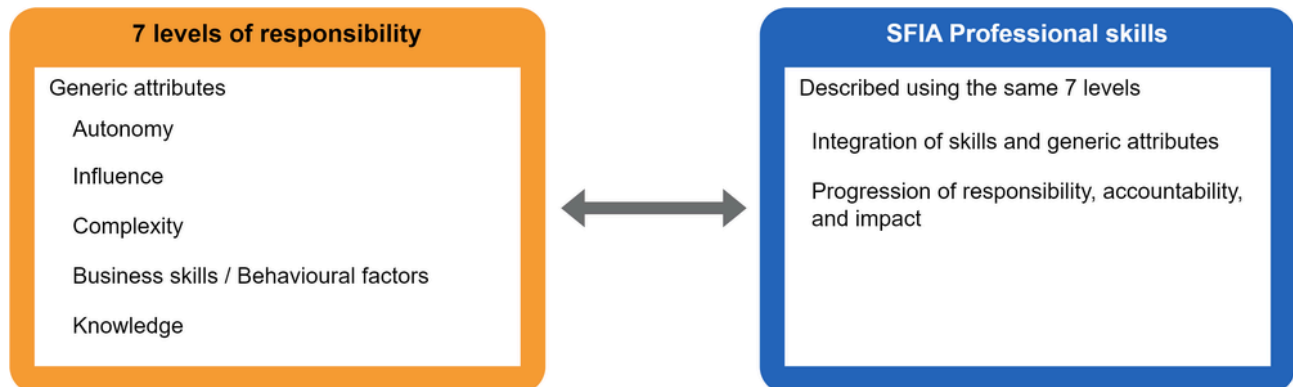 7 levels of responsibility
Generic attributes
Autonomy
Influence
Complexity
Business skills / Behavioural factors
Knowledge
SFIA Professional skills
Described using the same 7 levels
Integration of skills and generic attributes
Progression of responsibility, accountability,
and impact